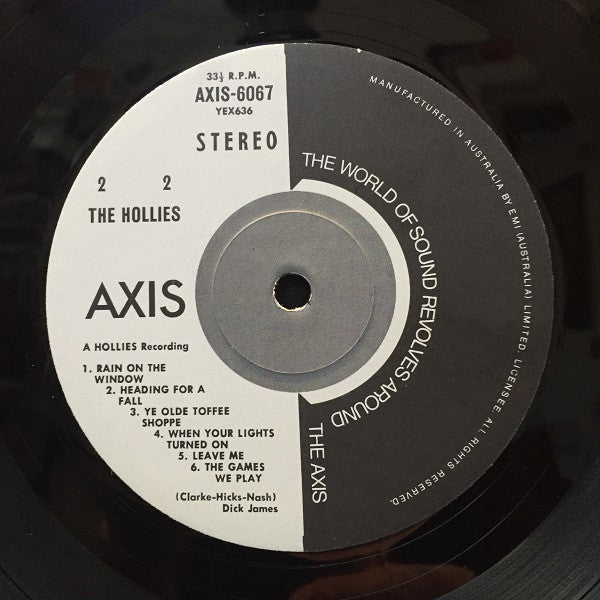 33⅓ R.P.M.
AXIS-6067
YEX636
STEREO
2 2
THE HOLLIES
AXIS
A HOLLIES Recording
1. RAIN ON THE
WINDOW
2. HEADING FOR A
FALL
3. YE OLDE TOFFEE
SHOPPE
4. WHEN YOUR LIGHTS
TURNED ON
5. LEAVE ME
6. THE GAMES
WE PLAY
(Clarke-Hicks-Nash)
Dick James
THE WORLD OF SOUND REVOLVES AROUND THE AXIS
MANUFACTURED IN AUSTRALIA BY EMI (AUSTRALIA) LIMITED. LICENSEE ALL RIGHTS RESERVED.